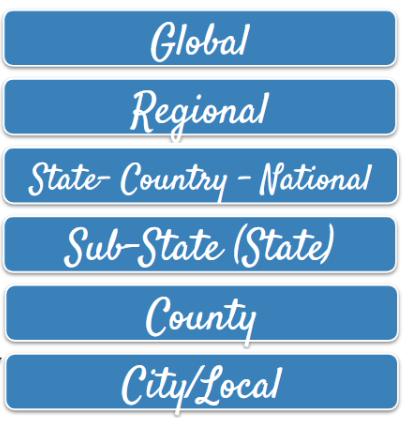 Global
Regional
State- Country - National
Sub-State (State)
County
City/Local